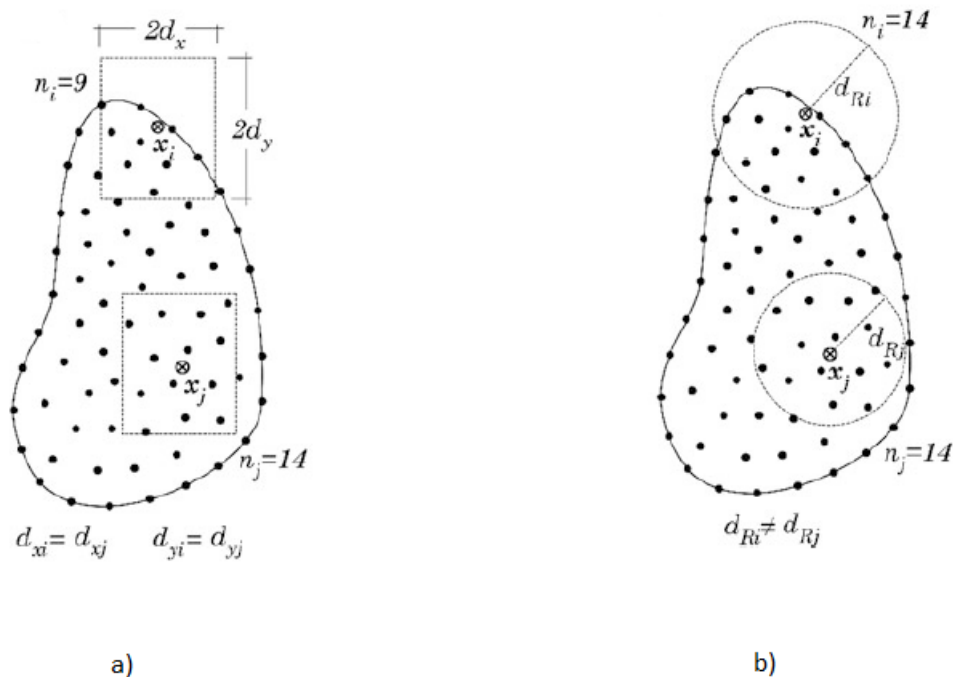 2d_x
n_i=9
2d_y
x_i
x_j
n_j=14
d_xi = d_xj
d_yi = d_yj
a)
n_i=14
d_Ri
x_i
d_Rj
x_j
n_j=14
d_Ri ≠ d_Rj
b)